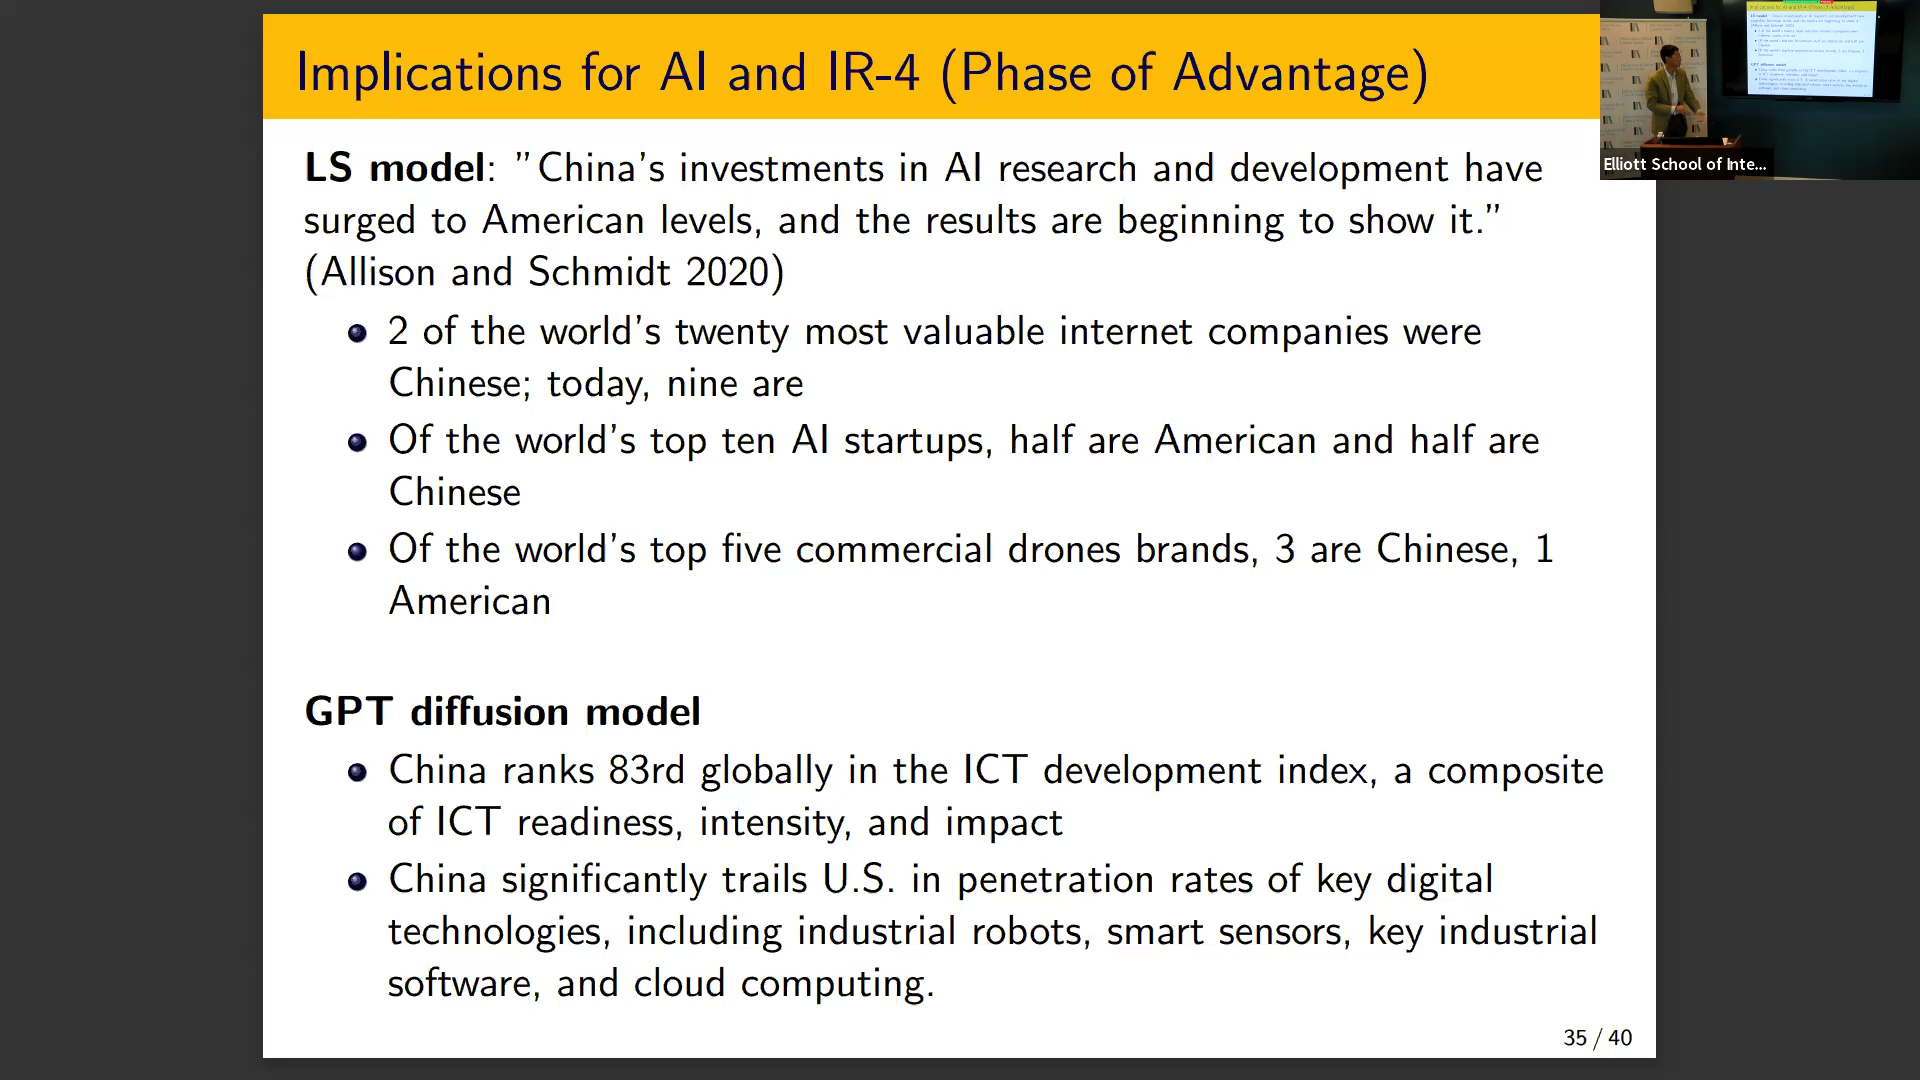 Implications for AI and IR-4 (Phase of Advantage)
LS model: ”China’s investments in AI research and development have
surged to American levels, and the results are beginning to show it.”
(Allison and Schmidt 2020)
2 of the world’s twenty most valuable internet companies were
Chinese; today, nine are
Of the world’s top ten AI startups, half are American and half are
Chinese
Of the world’s top five commercial drones brands, 3 are Chinese, 1
American
GPT diffusion model
China ranks 83rd globally in the ICT development index, a composite
of ICT readiness, intensity, and impact
China significantly trails U.S. in penetration rates of key digital
technologies, including industrial robots, smart sensors, key industrial
software, and cloud computing.
35 / 40
Elliott School of Inte...